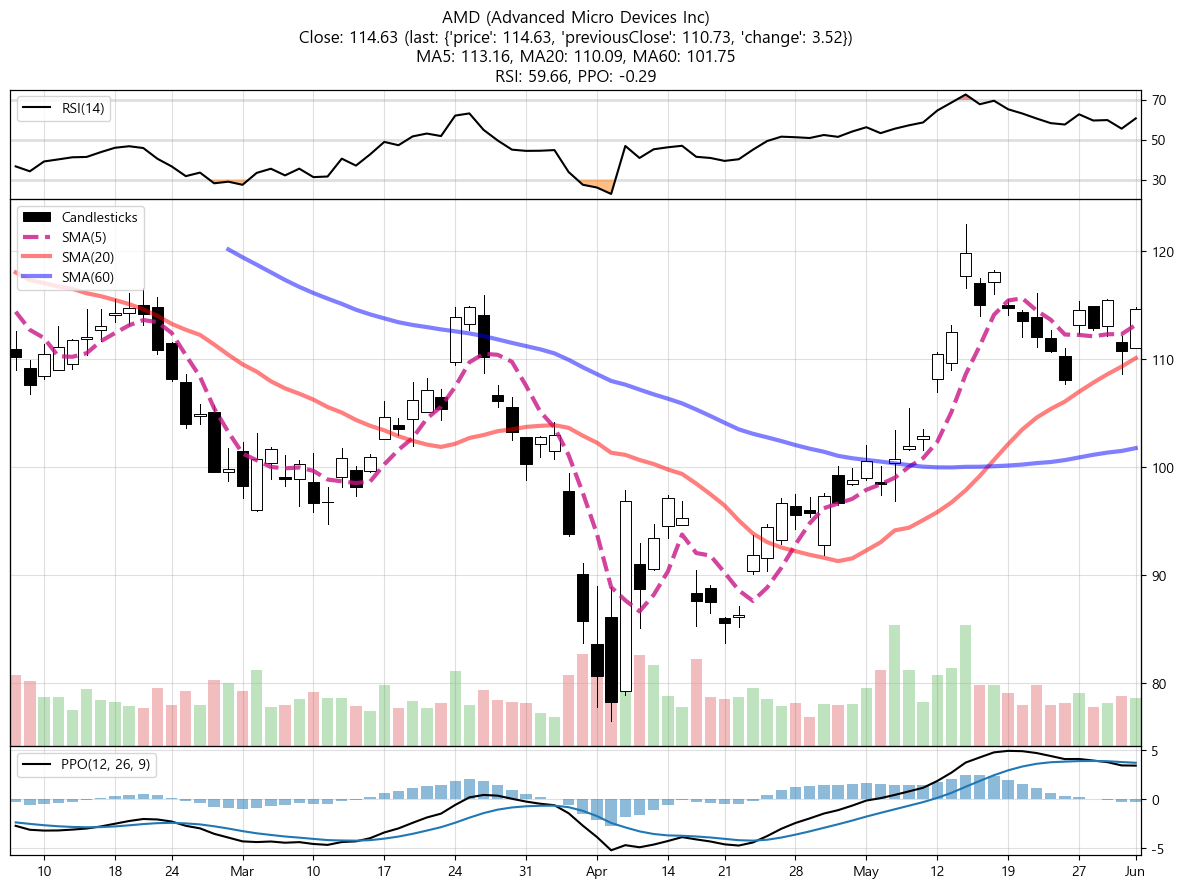 AMD (Advanced Micro Devices Inc)
Close: 114.63 (last: {'price': 114.63, 'previousClose': 110.73, 'change': 3.52})
MA5: 113.16, MA20: 110.09, MA60: 101.75
RSI: 59.66, PPO: -0.29
RSI(14)
70
50
30
Candlesticks
SMA(5)
SMA(20)
SMA(60)
120
110
100
90
80
PPO(12, 26, 9)
5
0
-5
10 18 24 Mar 10 17 24 31 Apr 14 21 28 May 12 19 27 Jun